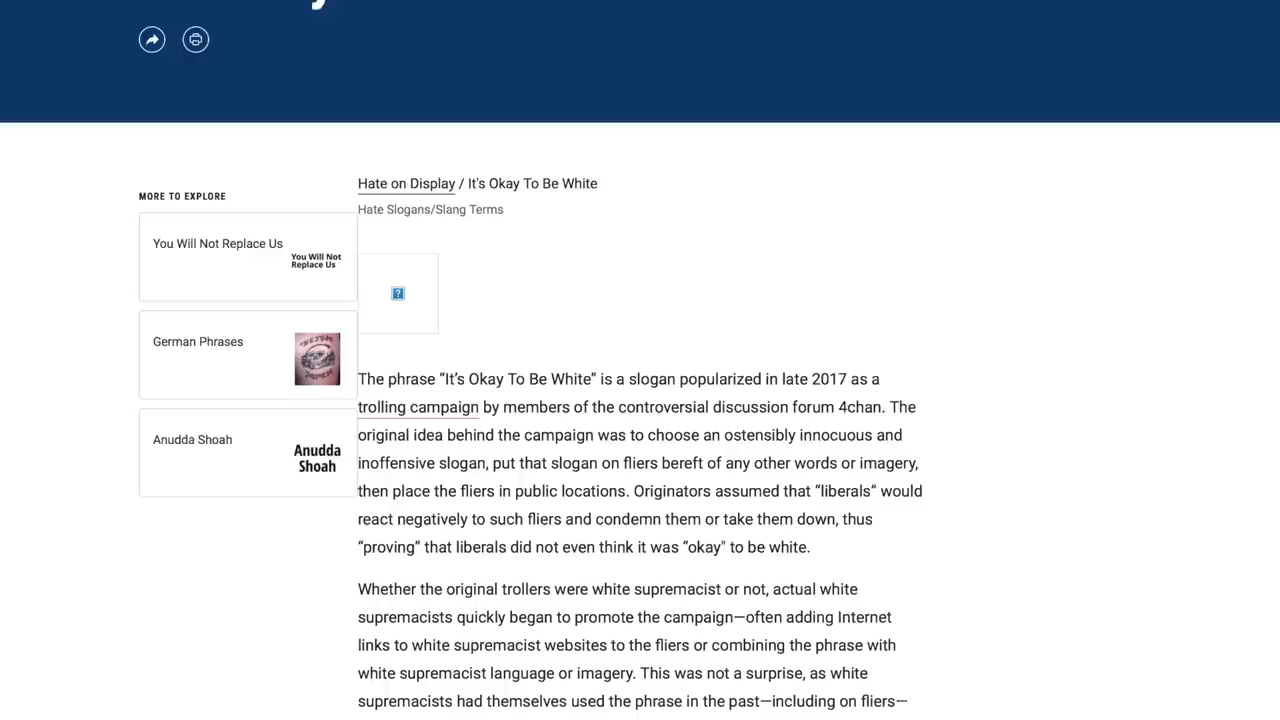 MORE TO EXPLORE
You Will Not Replace Us
You Will Not
Replace Us
German Phrases
Anudda Shoah
Anudda
Shoah
Hate on Display / It's Okay To Be White
Hate Slogans/Slang Terms
The phrase “It’s Okay To Be White” is a slogan popularized in late 2017 as a
trolling campaign by members of the controversial discussion forum 4chan. The
original idea behind the campaign was to choose an ostensibly innocuous and
inoffensive slogan, put that slogan on fliers bereft of any other words or imagery,
then place the fliers in public locations. Originators assumed that “liberals” would
react negatively to such fliers and condemn them or take them down, thus
“proving” that liberals did not even think it was “okay" to be white.
Whether the original trollers were white supremacist or not, actual white
supremacists quickly began to promote the campaign—often adding Internet
links to white supremacist websites to the fliers or combining the phrase with
white supremacist language or imagery. This was not a surprise, as white
supremacists had themselves used the phrase in the past—including on fliers—